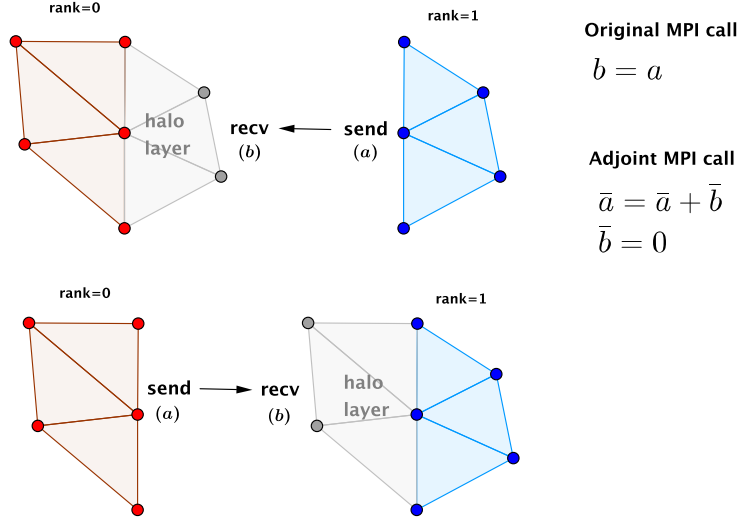 rank=0
rank=1
Original MPI call
b = a
halo
layer
recv
(b)
send
(a)
Adjoint MPI call
a̅ = a̅ + b̅
b̅ = 0
rank=0
rank=1
send
(a)
recv
(b)
halo
layer